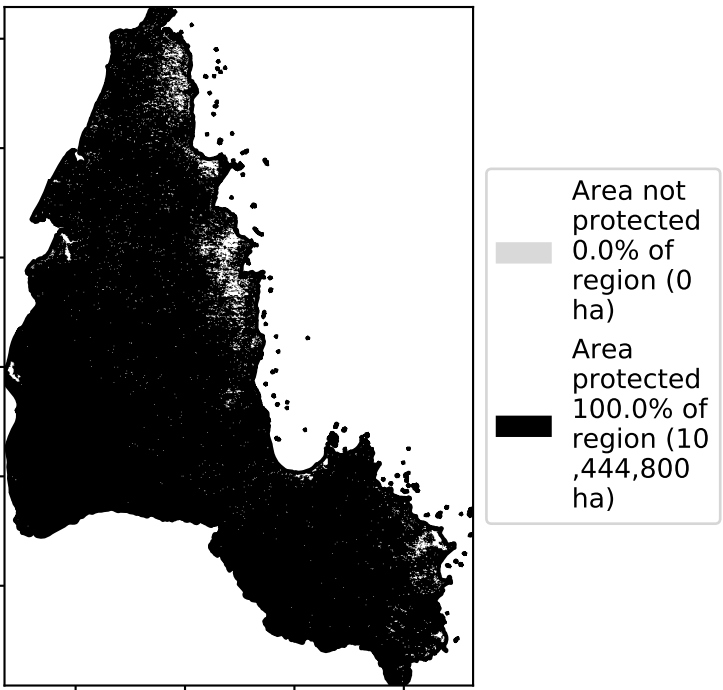 Area not
protected
0.0% of
region (0
ha)
Area
protected
100.0% of
region (10
,444,800
ha)